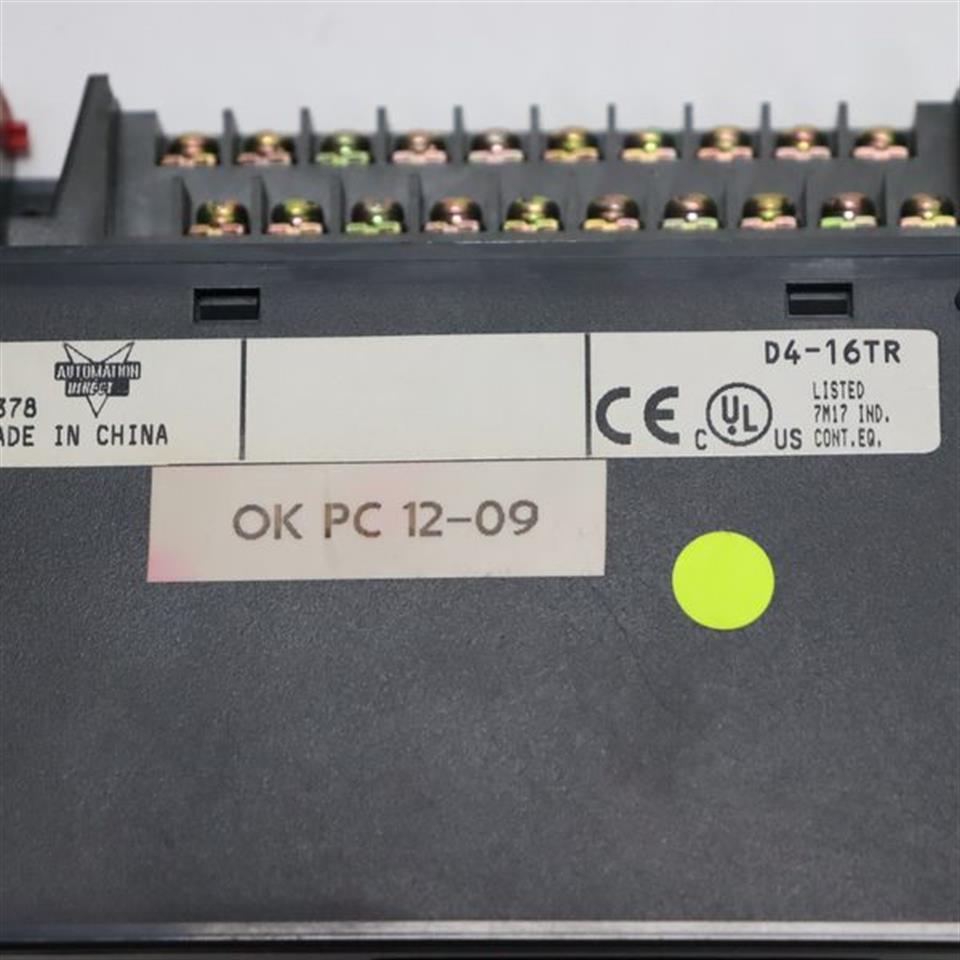 AUTOMATION
DIRECT
378
ADE IN CHINA
D4-16TR
CE
LISTED
7M17 IND.
CONT.EQ.
C UL US
OK PC 12-09